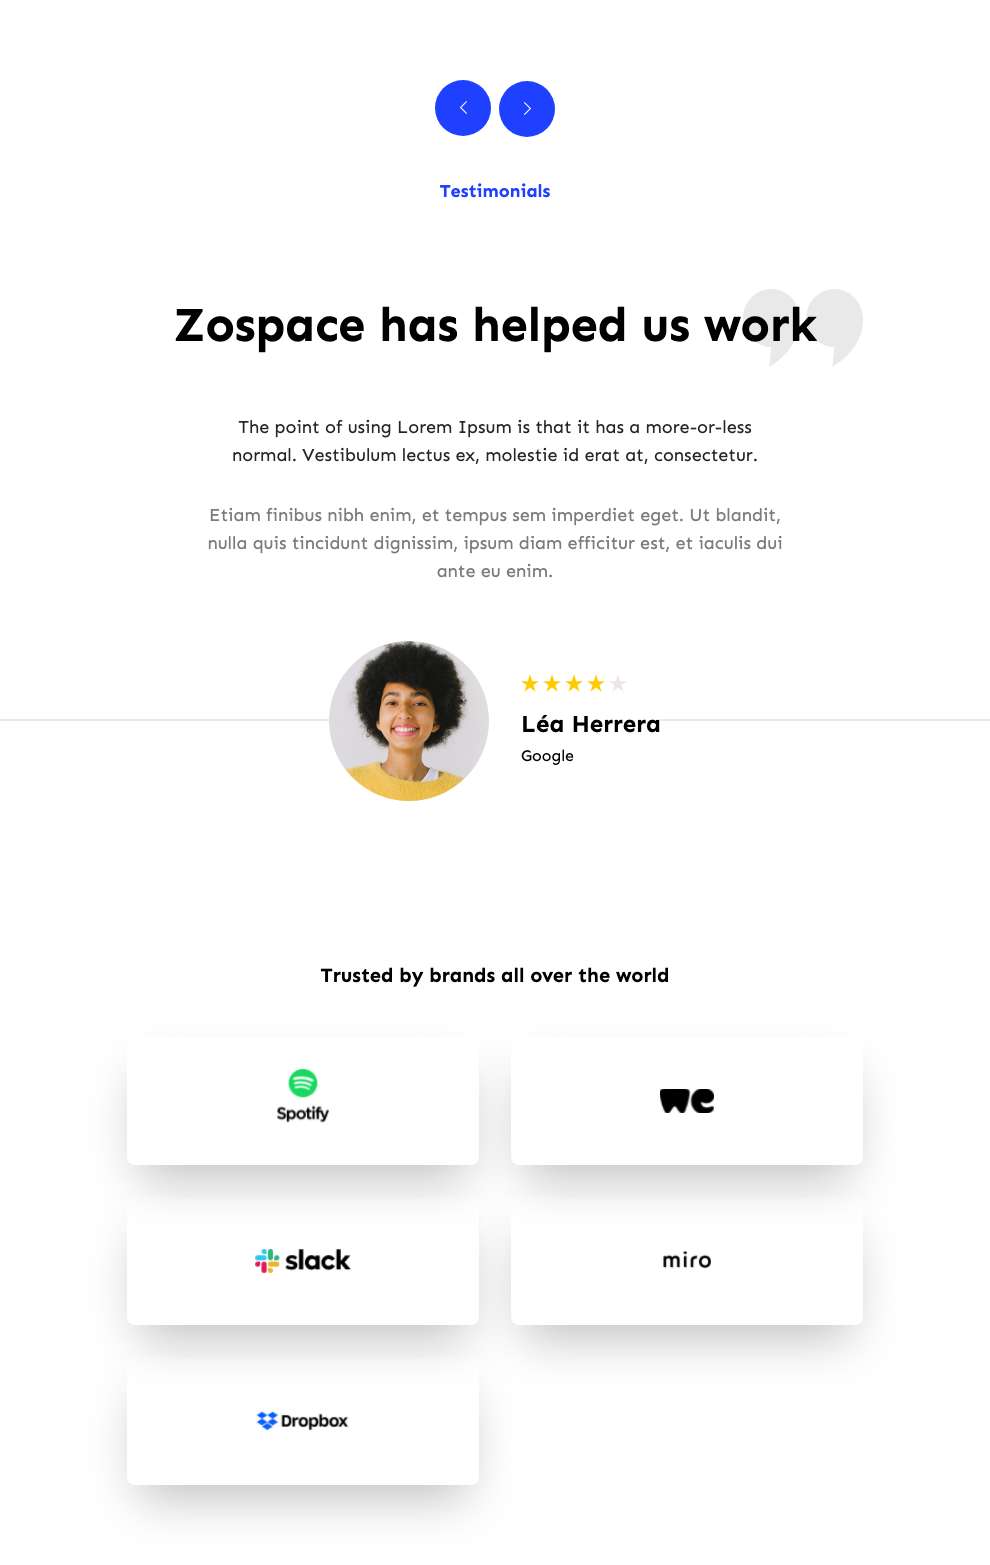 Testimonials
Zospace has helped us work
The point of using Lorem Ipsum is that it has a more-or-less
normal. Vestibulum lectus ex, molestie id erat at, consectetur.
Etiam finibus nibh enim, et tempus sem imperdiet eget. Ut blandit,
nulla quis tincidunt dignissim, ipsum diam efficitur est, et iaculis dui
ante eu enim.
Léa Herrera
Google
Trusted by brands all over the world
Spotify
we
slack
miro
Dropbox